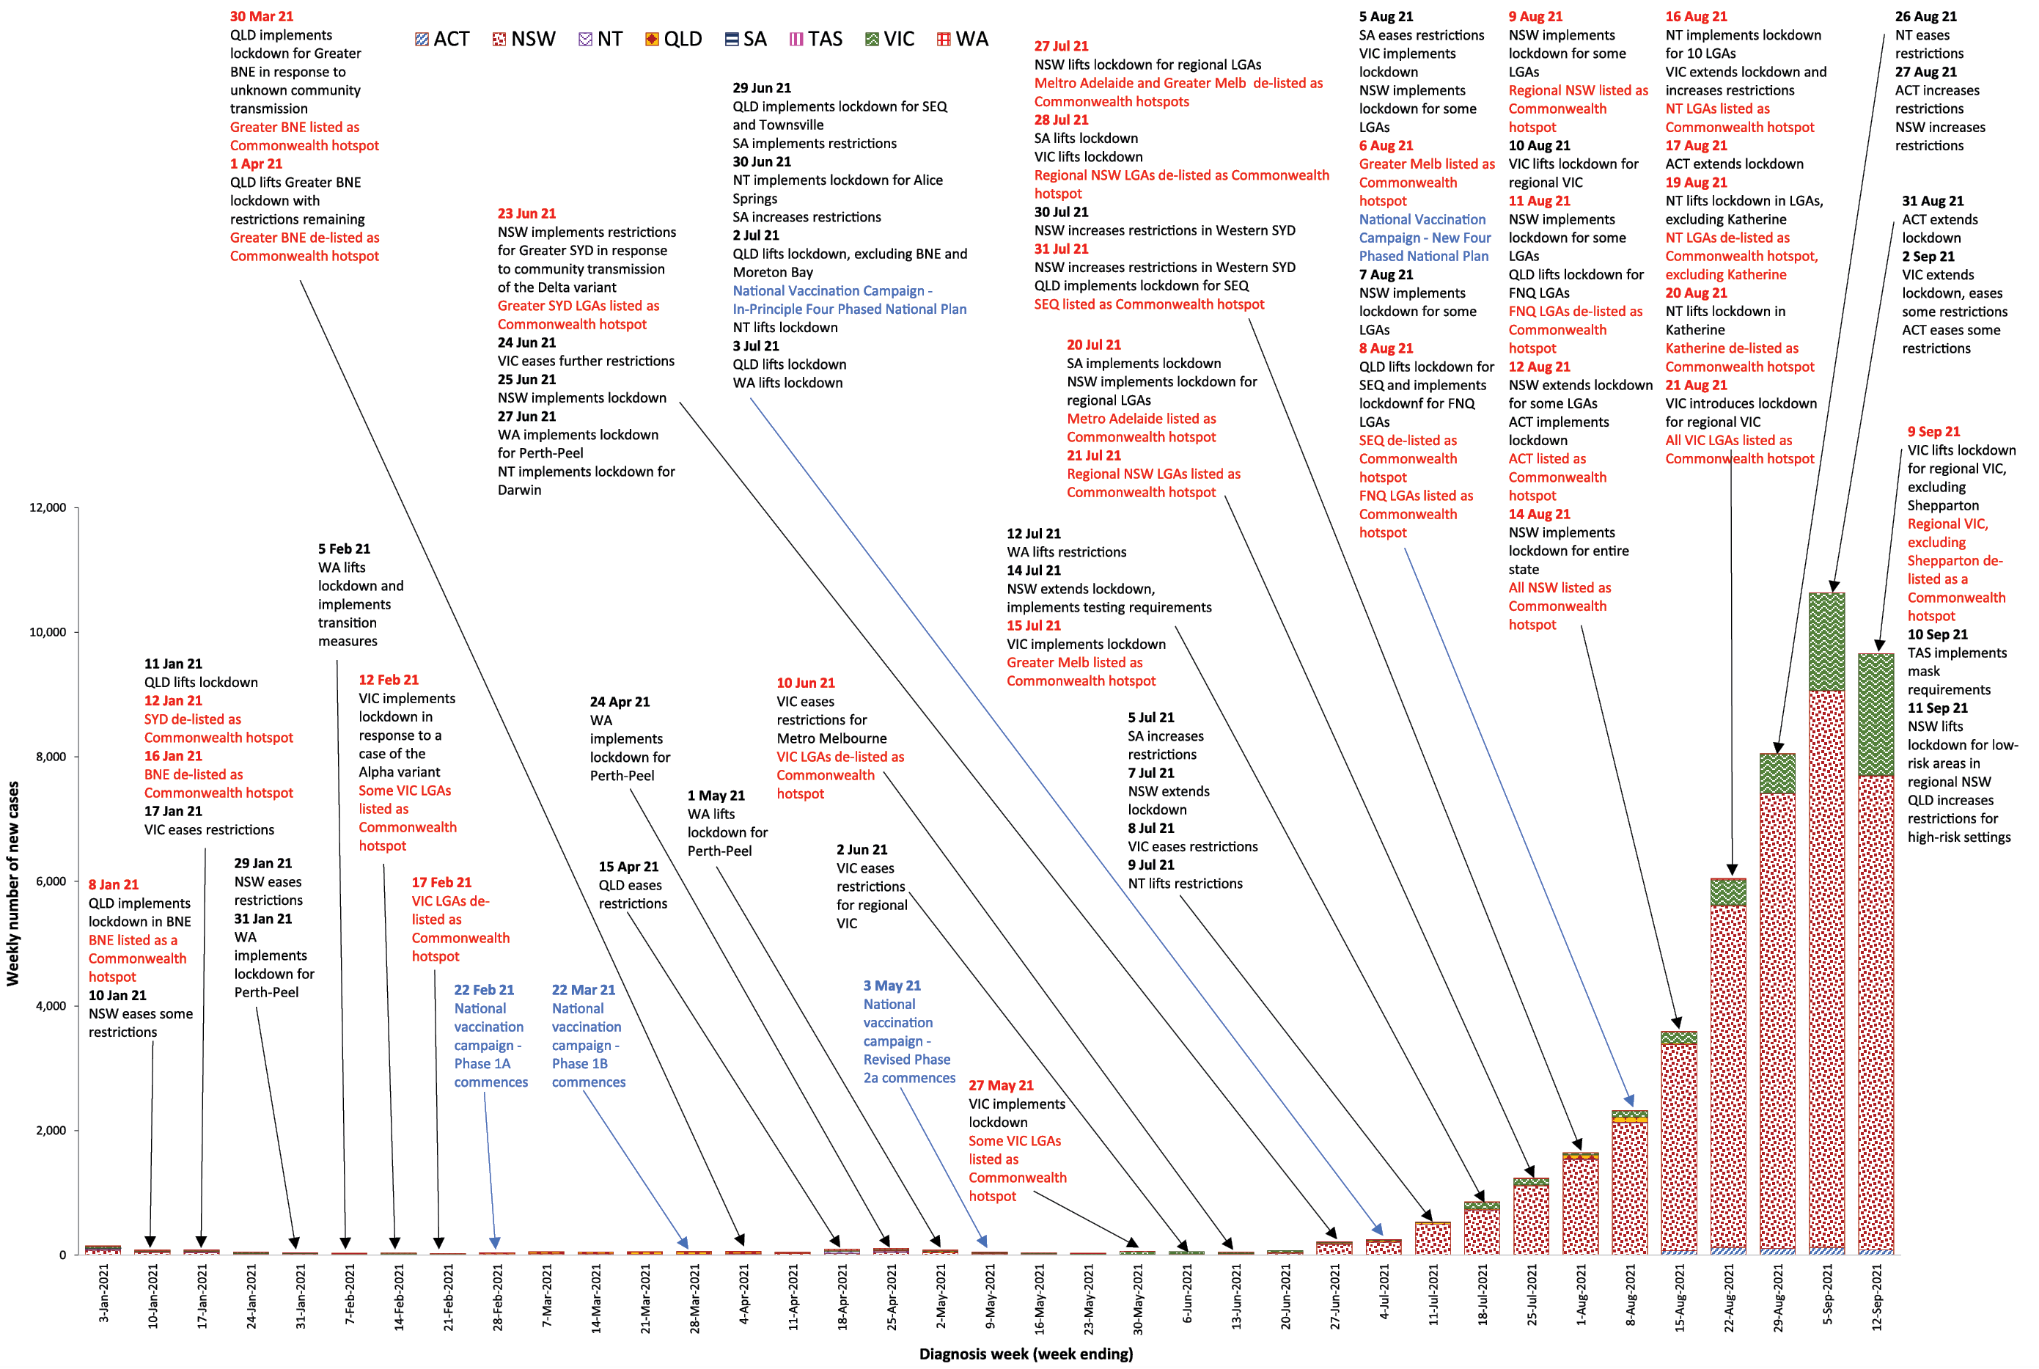 30 Mar 21
QLD implements
lockdown for Greater
BNE in response to
unknown community
transmission
Greater BNE listed as
Commonwealth hotspot
1 Apr 21
QLD lifts Greater BNE
lockdown with
restrictions remaining
Greater BNE de-listed as
Commonwealth hotspot
ACT NSW NT QLD SA TAS VIC WA
23 Jun 21
NSW implements restrictions
for Greater SYD in response
to community transmission
of the Delta variant
Greater SYD LGAs listed as
Commonwealth hotspot
24 Jun 21
VIC eases further restrictions
25 Jun 21
NSW implements lockdown
27 Jun 21
WA implements lockdown
for Perth-Peel
NT implements lockdown for
Darwin
29 Jun 21
QLD implements lockdown for SEQ
and Townsville
SA implements restrictions
30 Jun 21
NT implements lockdown for Alice
Springs
SA increases restrictions
2 Jul 21
QLD lifts lockdown, excluding BNE and
Moreton Bay
National Vaccination Campaign -
In-Principle Four Phased National Plan
NT lifts lockdown
3 Jul 21
QLD lifts lockdown
WA lifts lockdown
27 Jul 21
NSW lifts lockdown for regional LGAs
Meltro Adelaide and Greater Melb de-listed as
Commonwealth hotspots
28 Jul 21
SA lifts lockdown
VIC lifts lockdown
Regional NSW LGAs de-listed as Commonwealth
hotspot
30 Jul 21
NSW increases restrictions in Western SYD
31 Jul 21
NSW increases restrictions in Western SYD
QLD implements lockdown for SEQ
SEQ listed as Commonwealth hotspot
20 Jul 21
SA implements lockdown
NSW implements lockdown for
regional LGAs
Metro Adelaide listed as
Commonwealth hotspot
21 Jul 21
Regional NSW LGAs listed as
Commonwealth hotspot
12 Jul 21
WA lifts restrictions
14 Jul 21
NSW extends lockdown,
implements testing requirements
15 Jul 21
VIC implements lockdown
Greater Melb listed as
Commonwealth hotspot
5 Jul 21
SA increases
restrictions
7 Jul 21
NSW extends
lockdown
8 Jul 21
VIC eases restrictions
9 Jul 21
NT lifts restrictions
5 Aug 21
SA eases restrictions
VIC implements
lockdown
NSW implements
lockdown for some
LGAs
6 Aug 21
Greater Melb listed as
Commonwealth
hotspot
National Vaccination
Campaign - New Four
Phased National Plan
7 Aug 21
NSW implements
lockdown for some
LGAs
8 Aug 21
QLD lifts lockdown for
SEQ and implements
lockdownf for FNQ
LGAs
SEQ de-listed as
Commonwealth
hotspot
FNQ LGAs listed as
Commonwealth
hotspot
9 Aug 21
NSW implements
lockdown for some
LGAs
Regional NSW listed as
Commonwealth
hotspot
10 Aug 21
VIC lifts lockdown for
regional VIC
11 Aug 21
NSW implements
lockdown for some
LGAs
QLD lifts lockdown for
FNQ LGAs
FNQ LGAs de-listed as
Commonwealth
hotspot
12 Aug 21
NSW extends lockdown
for some LGAs
ACT implements
lockdown
ACT listed as
Commonwealth
hotspot
14 Aug 21
NSW implements
lockdown for entire
state
All NSW listed as
Commonwealth
hotspot
16 Aug 21
NT implements lockdown
for 10 LGAs
VIC extends lockdown and
increases restrictions
NT LGAs listed as
Commonwealth hotspot
17 Aug 21
ACT extends lockdown
19 Aug 21
NT lifts lockdown in LGAs,
excluding Katherine
NT LGAs de-listed as
Commonwealth hotspot,
excluding Katherine
20 Aug 21
NT lifts lockdown in
Katherine
Katherine de-listed as
Commonwealth hotspot
21 Aug 21
VIC introduces lockdown
for regional VIC
All VIC LGAs listed as
Commonwealth hotspot
26 Aug 21
NT eases
restrictions
27 Aug 21
ACT increases
restrictions
NSW increases
restrictions
31 Aug 21
ACT extends
lockdown
2 Sep 21
VIC extends
lockdown, eases
some restrictions
ACT eases some
restrictions
9 Sep 21
VIC lifts lockdown
for regional VIC,
excluding
Shepparton
Regional VIC,
excluding
Shepparton de-
listed as a
Commonwealth
hotspot
10 Sep 21
TAS implements
mask
requirements
11 Sep 21
NSW lifts
lockdown for low-
risk areas in
regional NSW
QLD increases
restrictions for
high-risk settings
5 Feb 21
WA lifts
lockdown and
implements
transition
measures
11 Jan 21
QLD lifts lockdown
12 Jan 21
SYD de-listed as
Commonwealth hotspot
16 Jan 21
BNE de-listed as
Commonwealth hotspot
17 Jan 21
VIC eases restrictions
8 Jan 21
QLD implements
lockdown in BNE
BNE listed as a
Commonwealth
hotspot
10 Jan 21
NSW eases some
restrictions
29 Jan 21
NSW eases
restrictions
31 Jan 21
WA
implements
lockdown for
Perth-Peel
12 Feb 21
VIC implements
lockdown in
response to a
case of the
Alpha variant
Some VIC LGAs
listed as
Commonwealth
hotspot
17 Feb 21
VIC LGAs de-
listed as
Commonwealth
hotspot
22 Feb 21
National
vaccination
campaign -
Phase 1A
commences
22 Mar 21
National
vaccination
campaign -
Phase 1B
commences
15 Apr 21
QLD eases
restrictions
24 Apr 21
WA
implements
lockdown for
Perth-Peel
1 May 21
WA lifts
lockdown for
Perth-Peel
10 Jun 21
VIC eases
restrictions for
Metro Melbourne
VIC LGAs de-listed as
Commonwealth
hotspot
2 Jun 21
VIC eases
restrictions
for regional
VIC
3 May 21
National
vaccination
campaign -
Revised Phase
2a commences
27 May 21
VIC implements
lockdown
Some VIC LGAs
listed as
Commonwealth
hotspot
Weekly number of new cases
12,000
10,000
8,000
6,000
4,000
2,000
0
3-Jan-2021
10-Jan-2021
17-Jan-2021
24-Jan-2021
31-Jan-2021
7-Feb-2021
14-Feb-2021
21-Feb-2021
28-Feb-2021
7-Mar-2021
14-Mar-2021
21-Mar-2021
28-Mar-2021
4-Apr-2021
11-Apr-2021
18-Apr-2021
25-Apr-2021
2-May-2021
9-May-2021
16-May-2021
23-May-2021
30-May-2021
6-Jun-2021
13-Jun-2021
20-Jun-2021
27-Jun-2021
4-Jul-2021
11-Jul-2021
18-Jul-2021
25-Jul-2021
1-Aug-2021
8-Aug-2021
15-Aug-2021
22-Aug-2021
29-Aug-2021
5-Sep-2021
12-Sep-2021
Diagnosis week (week ending)